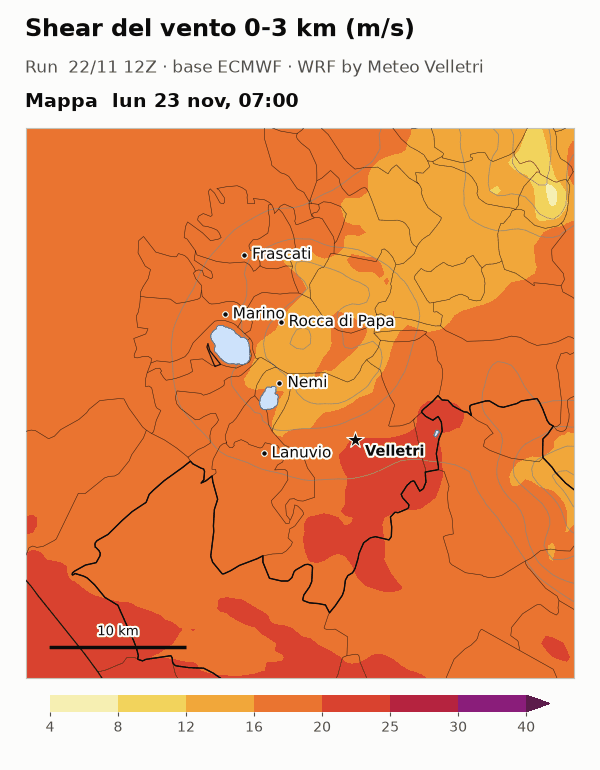 Shear del vento 0-3 km (m/s)
Run  22/11 12Z · base ECMWF · WRF by Meteo Velletri
Mappa  lun 23 nov, 07:00
Frascati
Marino
Rocca di Papa
Nemi
Velletri
Lanuvio
10 km
4 8 12 16 20 25 30 40